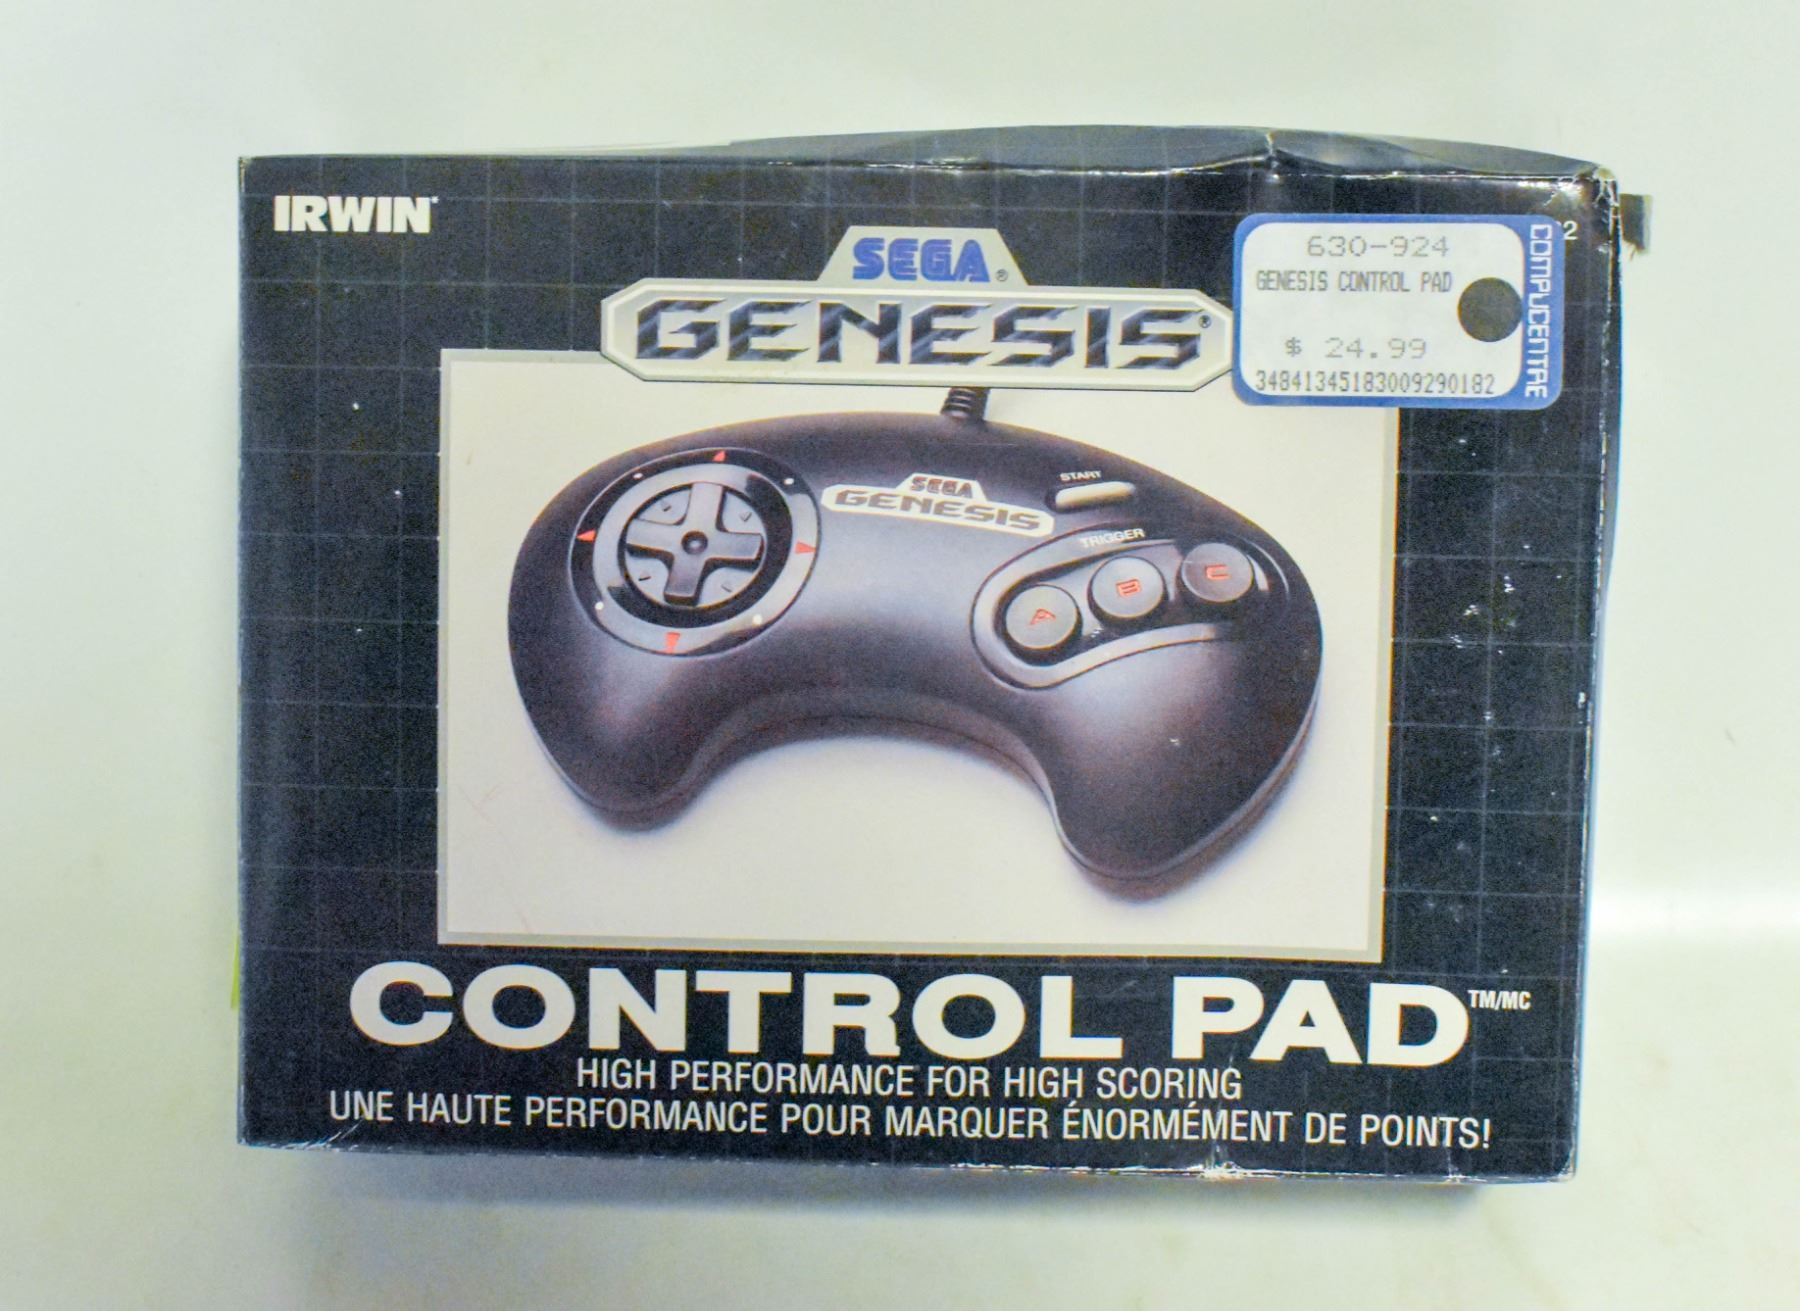 IRWIN
SEGA®
GENESIS®
2
630-924
GENESIS CONTROL PAD
$ 24.99
34841345183009290182
COMPUCENTRE
SEGA
GENESIS
START
TRIGGER
A B C
CONTROL PAD TM/MC
HIGH PERFORMANCE FOR HIGH SCORING
UNE HAUTE PERFORMANCE POUR MARQUER ÉNORMÉMENT DE POINTS!